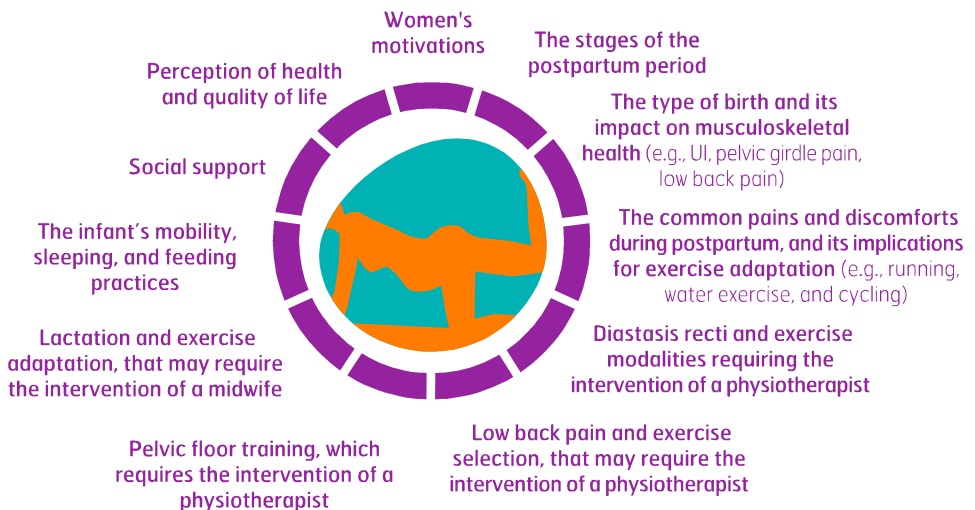 Women's
motivations
The stages of the
postpartum period
The type of birth and its
impact on musculoskeletal
health (e.g., UI, pelvic girdle pain,
low back pain)
The common pains and discomforts
during postpartum, and its implications
for exercise adaptation (e.g., running,
water exercise, and cycling)
Diastasis recti and exercise
modalities requiring the
intervention of a physiotherapist
Low back pain and exercise
selection, that may require the
intervention of a physiotherapist
Pelvic floor training, which
requires the intervention of a
physiotherapist
Lactation and exercise
adaptation, that may require
the intervention of a midwife
The infant’s mobility,
sleeping, and feeding
practices
Social support
Perception of health
and quality of life